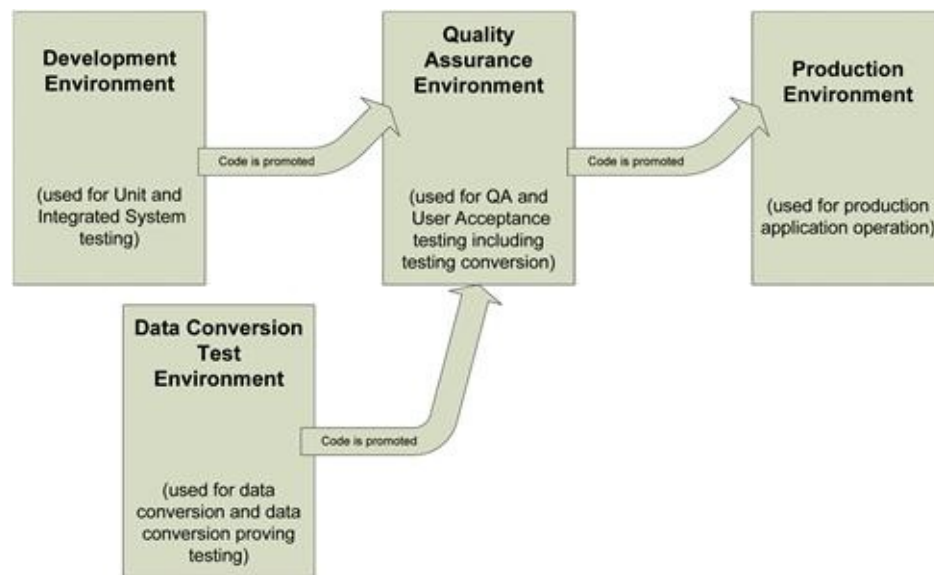 Development
Environment
(used for Unit and
Integrated System
testing)
Code is promoted
Quality
Assurance
Environment
(used for QA and
User Acceptance
testing including
testing conversion)
Code is promoted
Production
Environment
(used for production
application operation)
Data Conversion
Test
Environment
(used for data
conversion and data
conversion proving
testing)
Code is promoted